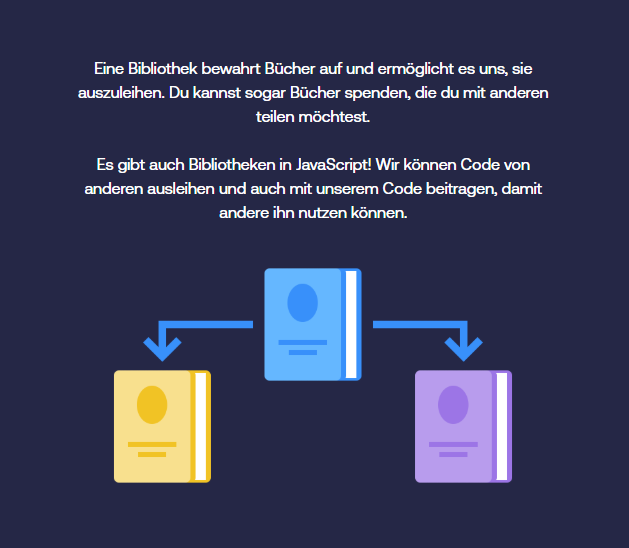 Eine Bibliothek bewahrt Bücher auf und ermöglicht es uns, sie
auszuleihen. Du kannst sogar Bücher spenden, die du mit anderen
teilen möchtest.
Es gibt auch Bibliotheken in JavaScript! Wir können Code von
anderen ausleihen und auch mit unserem Code beitragen, damit
andere ihn nutzen können.